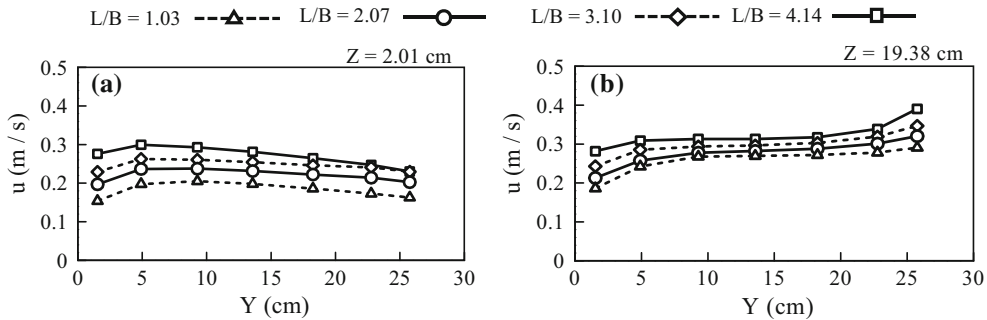 L/B = 1.03 L/B = 2.07 L/B = 3.10 L/B = 4.14
Z = 2.01 cm
(a)
u (m / s)
0.5
0.4
0.3
0.2
0.1
0
0 5 10 15 20 25 30
Y (cm)
Z = 19.38 cm
(b)
u (m / s)
0.5
0.4
0.3
0.2
0.1
0
0 5 10 15 20 25 30
Y (cm)